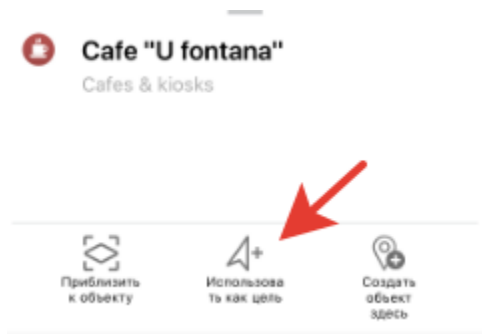 Cafe "U fontana"
Cafes & kiosks
Приблизить
к объекту
Использова
ть как цель
Создать
объект
здесь